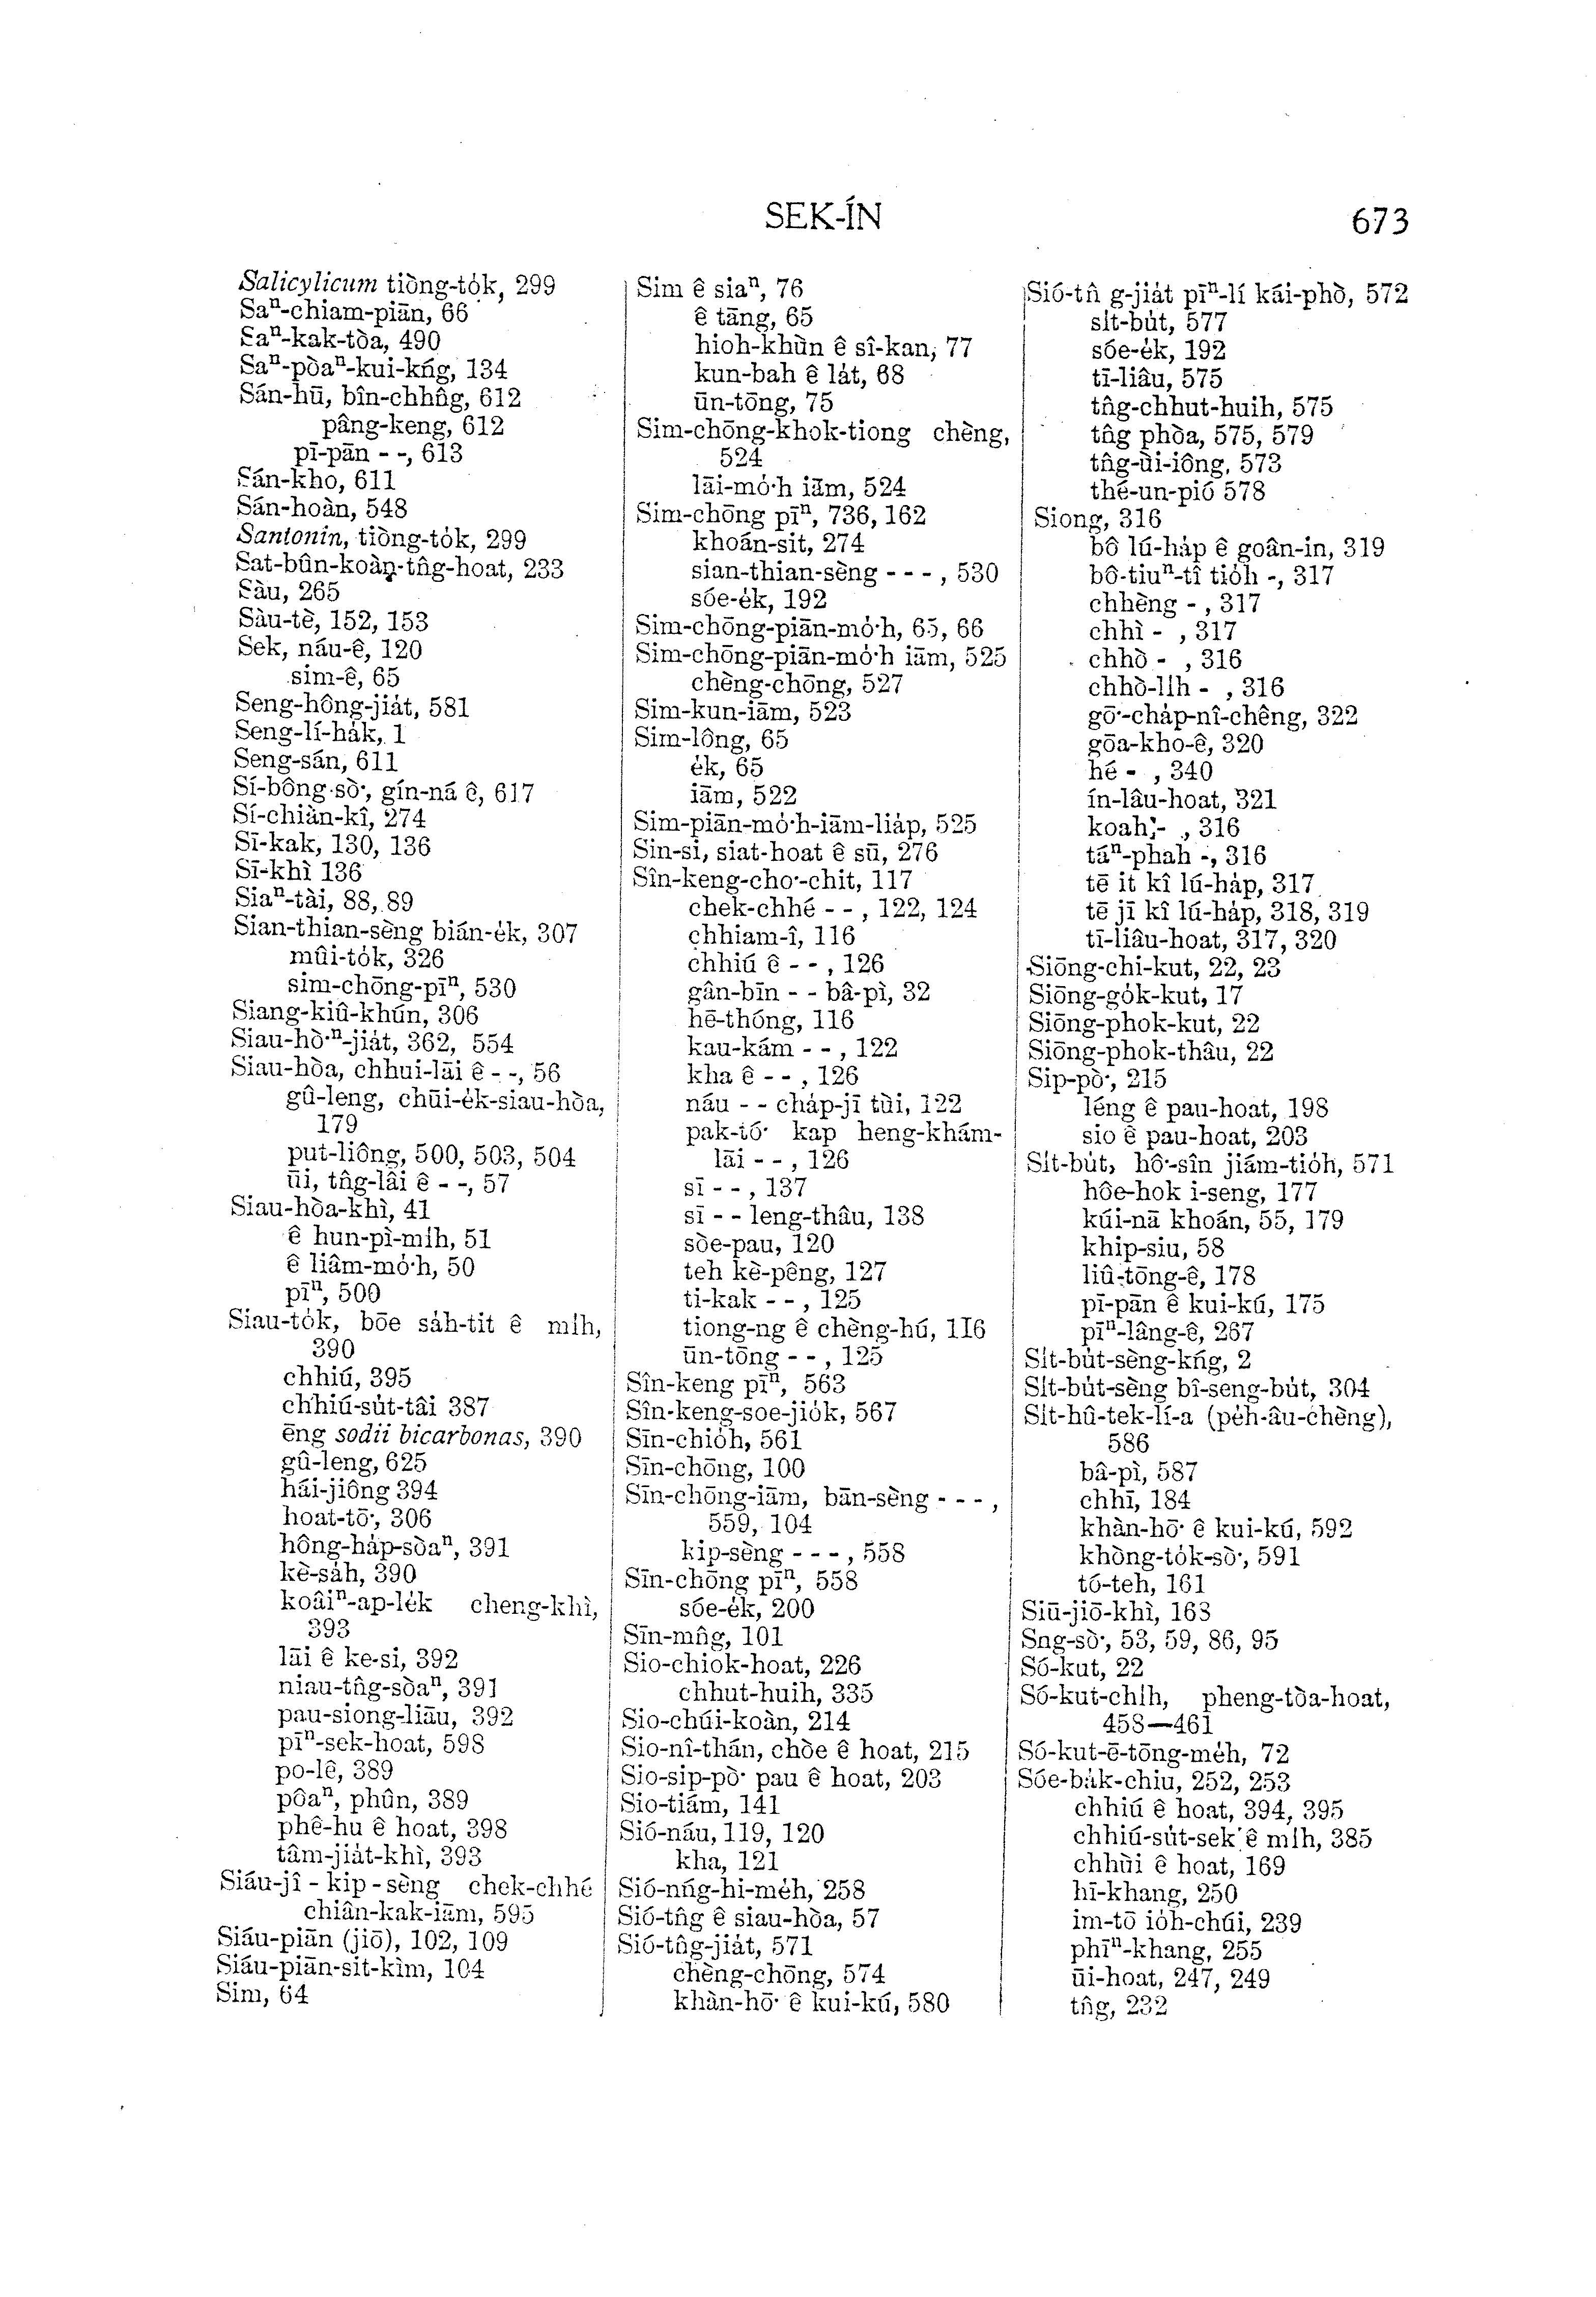 SEK-ÍN
673
Salicylicum tiòng-to̍k, 299
Saⁿ-chiam-piān, 66
Saⁿ-kak-tòa, 490
Saⁿ-pòaⁿ-kui-kńg, 134
Sán-hū, bîn-chhn̂g, 612
pâng-keng, 612
pī-pān - -, 613
Sán-kho, 611
Sán-hoàn, 548
Santonin, tiòng-to̍k, 299
Sat-bûn-koàn-tn̂g-hoat, 233
Sàu, 265
Sàu-tè, 152, 153
Sek, náu-ê, 120
sim-ê, 65
Seng-hông-jia̍t, 581
Seng-lí-ha̍k, 1
Seng-sán, 611
Sí-bông-sò͘, gín-ná ê, 617
Sí-chiàn-kî, 274
Sī-kak, 130, 136
Sī-khì 136
Siaⁿ-tài, 88, 89
Sian-thian-sèng bián-e̍k, 307
mûi-to̍k, 326
sim-chōng-pīⁿ, 530
Siang-kiû-khún, 306
Siau-hò͘ⁿ-jia̍t, 362, 554
Siau-hòa, chhui-lāi ê - -, 56
gû-leng, chūi-e̍k-siau-hòa,
179
put-liông, 500, 503, 504
ūi, tn̂g-lāi ê - -, 57
Siau-hòa-khì, 41
ê hun-pì-mi̍h, 51
ê liâm-mo̍͘h, 50
pīⁿ, 500
Siau-to̍k, bōe sa̍h-tit ê mi̍h,
390
chhiú, 395
chhiú-su̍t-tâi 387
ēng sodii bicarbonas, 390
gû-leng, 625
hái-jiông 394
hoat-tō͘, 306
hông-ha̍p-sòaⁿ, 391
kè-sa̍h, 390
koâiⁿ-ap-le̍k cheng-khì,
393
lāi ê ke-si, 392
niau-tn̂g-sòaⁿ, 391
pau-siong-liāu, 392
pīⁿ-sek-hoat, 598
po-lê, 389
pôaⁿ, phûn, 389
phê-hu ê hoat, 398
tâm-jia̍t-khì, 393
Siáu-jî-kip-sèng chek-chhé
chiân-kak-iām, 595
Siáu-piān (jiō), 102, 109
Siáu-piān-sit-kìm, 104
Sim, 64
Sim ê siaⁿ, 76
ê tāng, 65
hioh-khùn ê sî-kan, 77
kun-bah ê la̍t, 68
ūn-tōng, 75
Sim-chōng-khok-tiong chèng,
524
lāi-mo̍͘h iām, 524
Sim-chōng pīⁿ, 736, 162
khoán-sit, 274
sian-thian-sèng - - -, 530
sóe-e̍k, 192
Sim-chōng-piān-mo̍͘h, 65, 66
Sim-chōng-piān-mo̍͘h iām, 525
chèng-chōng, 527
Sim-kun-iām, 523
Sim-lông, 65
e̍k, 65
iām, 522
Sim-piān-mo̍͘h-iām-lia̍p, 525
Sin-si, siat-hoat ê sū, 276
Sîn-keng-cho͘-chit, 117
chek-chhé - -, 122, 124
chhiam-î, 116
chhiú ê - -, 126
gân-bīn - - bâ-pì, 32
hē-thóng, 116
kau-kám - -, 122
kha ê - -, 126
náu - - cha̍p-jī tùi, 122
pak-tó͘ kap heng-khám-
lāi - -, 126
sī - -, 137
sī - - leng-thâu, 138
sòe-pau, 120
teh kè-pêng, 127
ti-kak - -, 125
tiong-ng ê chèng-hú, 116
ūn-tōng - -, 125
Sîn-keng pīⁿ, 563
Sîn-keng-soe-jio̍k, 567
Sīn-chio̍h, 561
Sīn-chōng, 100
Sīn-chōng-iām, bān-sèng - - -,
559, 104
kip-sèng - - -, 558
Sīn-chōng pīⁿ, 558
sóe-e̍k, 200
Sīn-mn̂g, 101
Sio-chiok-hoat, 226
chhut-huih, 335
Sio-chúi-koàn, 214
Sio-nî-thán, chòe ê hoat, 215
Sio-sip-pò͘ pau ê hoat, 203
Sio-tiám, 141
Sió-náu, 119, 120
kha, 121
Sió-nńg-hi-me̍h, 258
Sió-tn̂g ê siau-hòa, 57
Sió-tn̂g-jia̍t, 571
chèng-chōng, 574
khàn-hō͘ ê kui-kú, 580
Sió-tn̂ g-jia̍t pīⁿ-lí kái-phò, 572
si̍t-bu̍t, 577
sóe-e̍k, 192
tī-liâu, 575
tn̂g-chhut-huih, 575
tn̂g phòa, 575, 579
tn̂g-ùi-iông, 573
thé-un-pió 578
Siong, 316
bô lú-ha̍p ê goân-in, 319
bô-tiuⁿ-tî tio̍h -, 317
chhèng -, 317
chhì -, 317
chhò -, 316
chhò-li̍h -, 316
gō͘-cha̍p-nî-chêng, 322
gōa-kho-ê, 320
hé -, 340
ín-lâu-hoat, 321
koah -, 316
táⁿ-phah -, 316
tē it kî lú-ha̍p, 317
tē jī kî lú-ha̍p, 318, 319
tī-liâu-hoat, 317, 320
Siōng-chi-kut, 22, 23
Siōng-go̍k-kut, 17
Siōng-phok-kut, 22
Siōng-phok-thâu, 22
Sip-pò͘, 215
léng ê pau-hoat, 198
sio ê pau-hoat, 203
Si̍t-bu̍t, hô͘-sîn jiám-tio̍h, 571
hôe-hok i-seng, 177
kúi-nā khoán, 55, 179
khip-siu, 58
liû-tōng-ê, 178
pī-pān ê kui-kú, 175
pīⁿ-lâng-ê, 267
Si̍t-bu̍t-sèng-kńg, 2
Si̍t-bu̍t-sèng bî-seng-bu̍t, 304
Si̍t-hû-tek-lí-a (pe̍h-âu-chèng),
586
bâ-pì, 587
chhī, 184
khàn-hō͘ ê kui-kú, 592
khòng-to̍k-sò͘, 591
tó-teh, 161
Siū-jiō-khì, 163
Sng-sò͘, 53, 59, 86, 95
Só-kut, 22
Só-kut-chi̍h, pheng-tòa-hoat,
458—461
Só-kut-ē-tōng-me̍h, 72
Sóe-ba̍k-chiu, 252, 253
chhiú ê hoat, 394, 395
chhiú-su̍t-sek ê mi̍h, 385
chhùi ê hoat, 169
hī-khang, 250
im-tō io̍h-chúi, 239
phīⁿ-khang, 255
ūi-hoat, 247, 249
tn̂g, 232